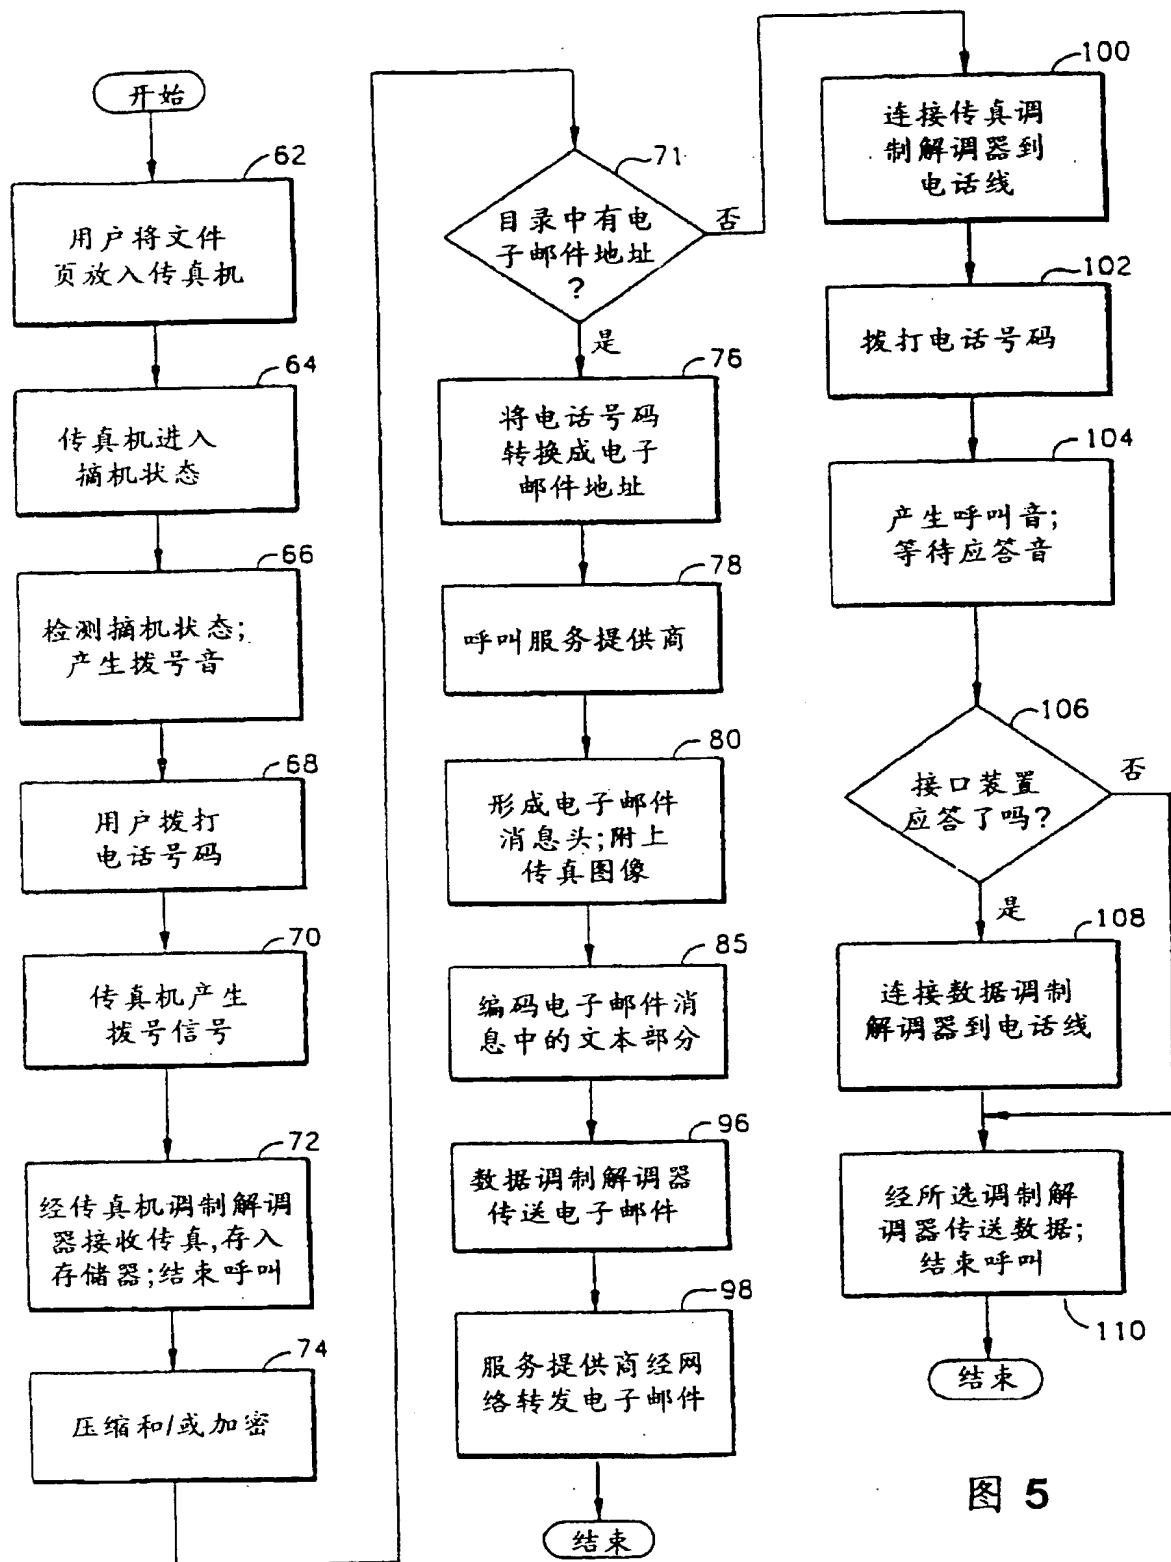 开始
62
用户将文件
页放入传真机
64
传真机进入
摘机状态
66
检测摘机状态;
产生拨号音
68
用户拨打
电话号码
70
传真机产生
拨号信号
72
经传真机调制解调
器接收传真,存入
存储器;结束呼叫
74
压缩和/或加密
71
目录中有电
子邮件地址
?
否
是
76
将电话号码
转换成电子
邮件地址
78
呼叫服务提供商
80
形成电子邮件
消息头;附上
传真图像
85
编码电子邮件消
息中的文本部分
96
数据调制解调器
传送电子邮件
98
服务提供商经网
络转发电子邮件
结束
100
连接传真调
制解调器到
电话线
102
拨打电话号码
104
产生呼叫音;
等待应答音
106
接口装置
应答了吗?
否
是
108
连接数据调制
解调器到电话线
经所选调制解
调器传送数据;
结束呼叫
110
结束
图 5